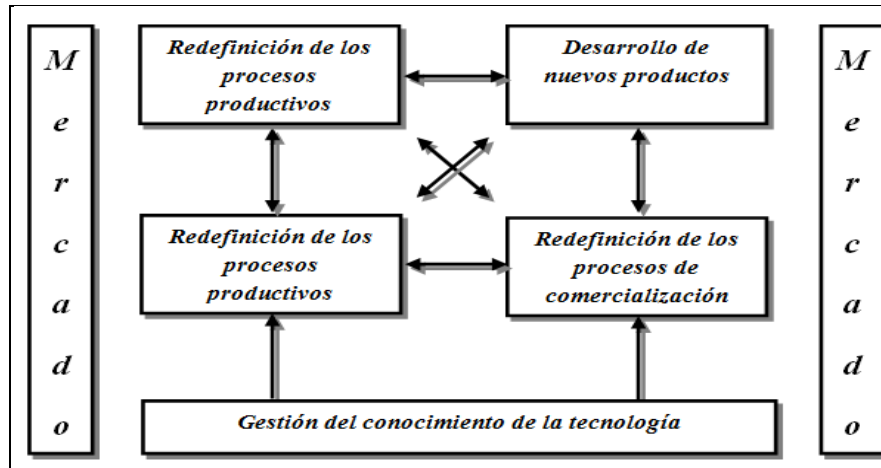 M
e
r
c
a
d
o
Redefinición de los
procesos
productivos
Desarrollo de
nuevos productos
Redefinición de los
procesos
productivos
Redefinición de los
procesos de
comercialización
Gestión del conocimiento de la tecnología
M
e
r
c
a
d
o